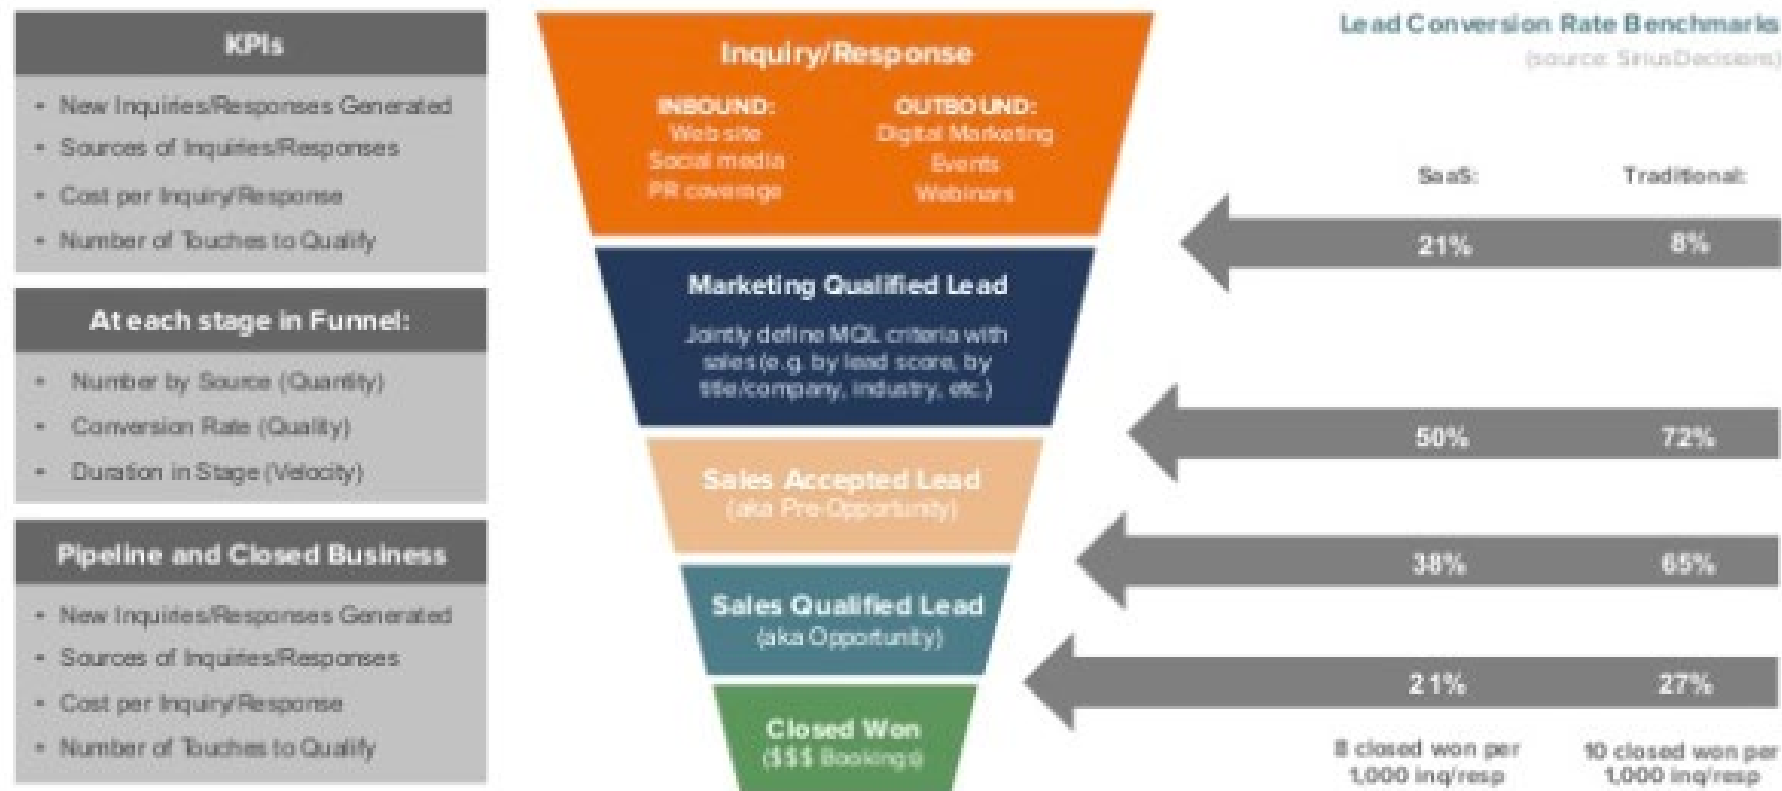 KPIs
• New Inquiries/Responses Generated
• Sources of Inquiries/Responses
• Cost per Inquiry/Response
• Number of Touches to Qualify
At each stage in Funnel:
• Number by Source (Quantity)
• Conversion Rate (Quality)
• Duration in Stage (Velocity)
Pipeline and Closed Business
• New Inquiries/Responses Generated
• Sources of Inquiries/Responses
• Cost per Inquiry/Response
• Number of Touches to Qualify
Inquiry/Response
INBOUND:
Website
Social media
PR coverage
OUTBOUND:
Digital Marketing
Events
Webinars
Marketing Qualified Lead
Jointly define MQL criteria with
sales (e.g. by lead score, by
title/company, industry, etc.)
Sales Accepted Lead
(aka Pre-Opportunity)
Sales Qualified Lead
(aka Opportunity)
Closed Won
($$$ Bookings)
Lead Conversion Rate Benchmarks
(source: SiriusDecisions)
SaaS: Traditional:
21% 8%
50% 72%
38% 65%
21% 27%
8 closed won per
1,000 inq/resp
10 closed won per
1,000 inq/resp